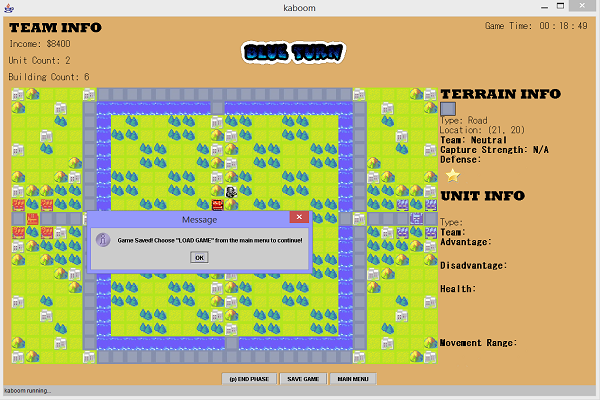 kaboom
TEAM INFO
Income: $8400
Unit Count: 2
Building Count: 6
BLUE TURN
Game Time: 00:18:49
TERRAIN INFO
Type: Road
Location: (21, 20)
Team: Neutral
Capture Strength: N/A
Defense:
UNIT INFO
Type:
Team:
Advantage:
Disadvantage:
Health:
Movement Range:
Message
Game Saved! Choose "LOAD GAME" from the main menu to continue!
OK
(p) END PHASE
SAVE GAME
MAIN MENU
kaboom running...